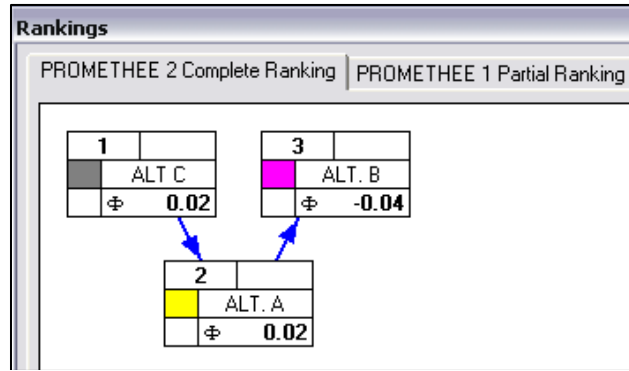 Rankings
PROMETHEE 2 Complete Ranking
PROMETHEE 1 Partial Ranking
1
ALT C
Φ 0.02
3
ALT. B
Φ -0.04
2
ALT. A
Φ 0.02